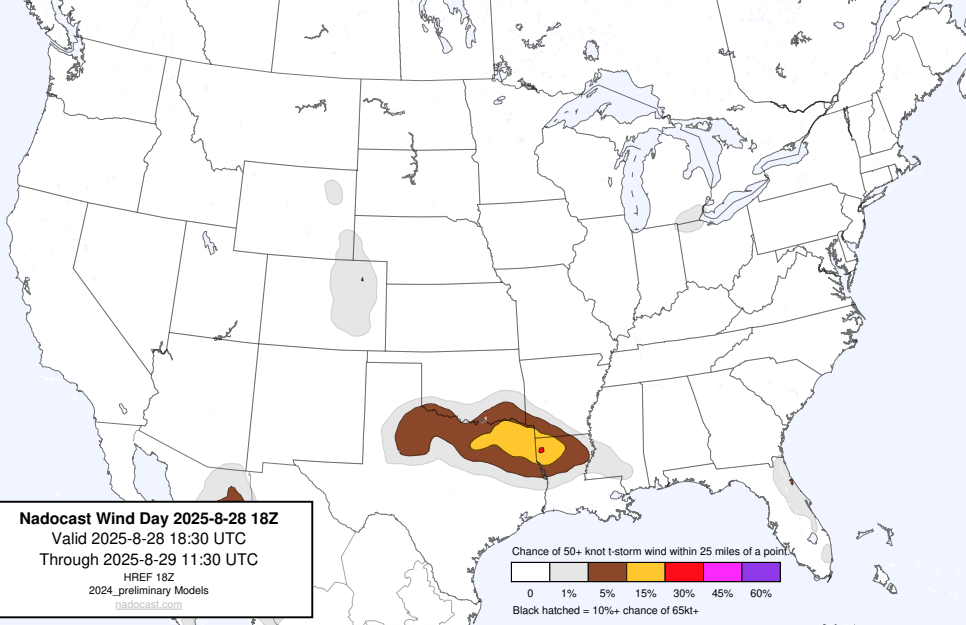 Nadocast Wind Day 2025-8-28 18Z
Valid 2025-8-28 18:30 UTC
Through 2025-8-29 11:30 UTC
HREF 18Z
2024_preliminary Models
nadocast.com
Chance of 50+ knot t-storm wind within 25 miles of a point.
0 1% 5% 15% 30% 45% 60%
Black hatched = 10%+ chance of 65kt+